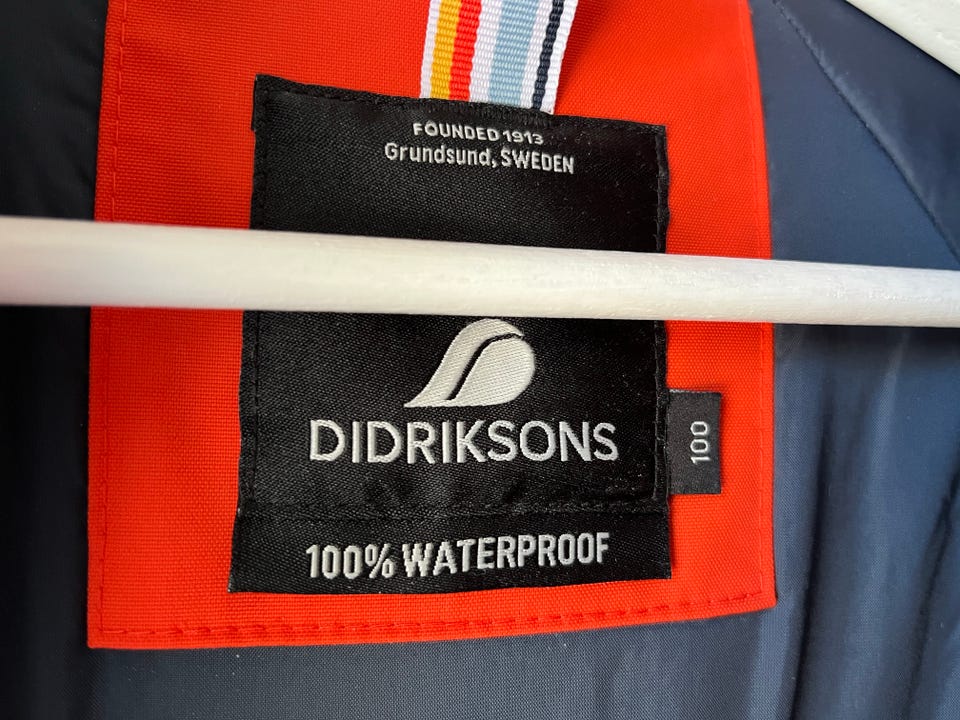 FOUNDED 1913
Grundsund, SWEDEN
DIDRIKSONS
100
100% WATERPROOF